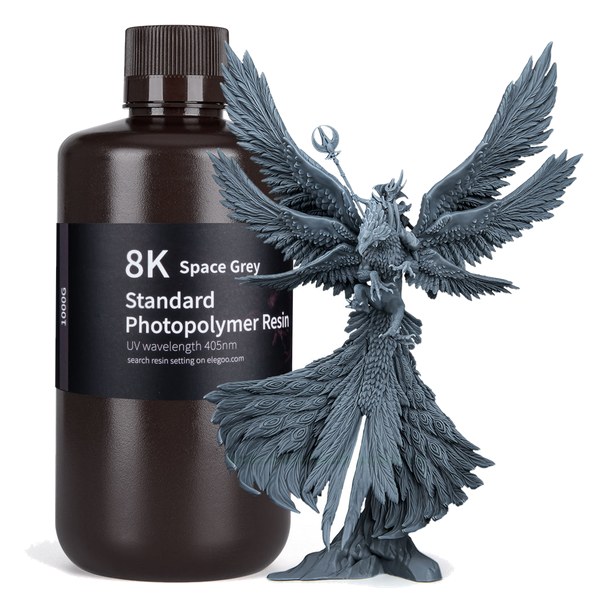 8K Space Grey
Standard
Photopolymer Resin
UV wavelength 405nm
search resin setting on elegoo.com
1000G